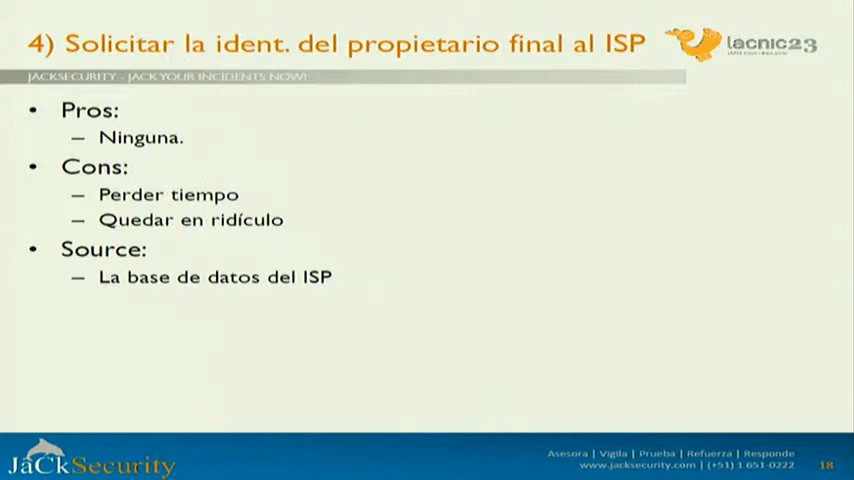 4) Solicitar la ident. del propietario final al ISP
lacnic23
JACKSECURITY - JACK YOUR INCIDENTS NOW!
• Pros:
– Ninguna.
• Cons:
– Perder tiempo
– Quedar en ridículo
• Source:
– La base de datos del ISP
JaCkSecurity
Asesora | Vigila | Prueba | Refuerza | Responde
www.jacksecurity.com | (+51) 1 651-0222
18